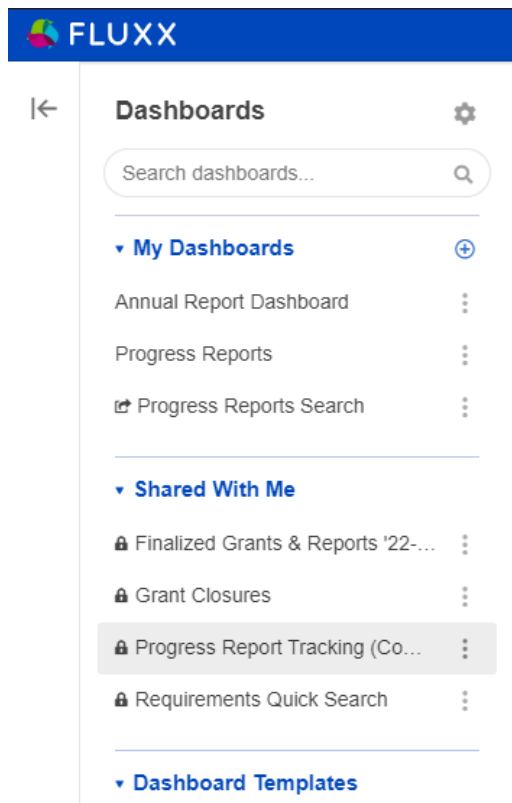 FLUXX
Dashboards
Search dashboards...
My Dashboards
Annual Report Dashboard
Progress Reports
Progress Reports Search
Shared With Me
Finalized Grants & Reports '22-...
Grant Closures
Progress Report Tracking (Co...
Requirements Quick Search
Dashboard Templates